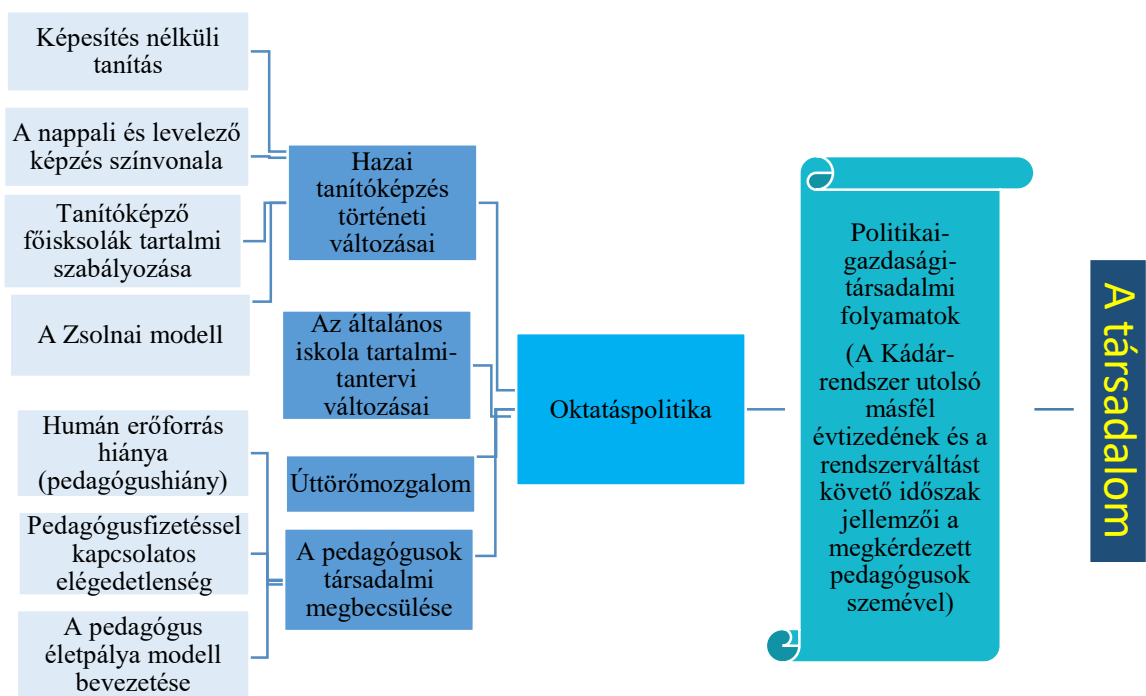 Képesítés nélküli
tanítás
A nappali és levelező
képzés színvonala
Tanítóképző
főisksolák tartalmi
szabályozása
A Zsolnai modell
Humán erőforrás
hiánya
(pedagógushiány)
Pedagógusfizetéssel
kapcsolatos
elégedetlenség
A pedagógus
életpálya modell
bevezetése
Hazai
tanítóképzés
történeti
változásai
Az általános
iskola tartalmi-
tantervi
változásai
Úttörőmozgalom
A pedagógusok
társadalmi
megbecsülése
Oktatáspolitika
Politikai-
gazdasági-
társadalmi
folyamatok
(A Kádár-
rendszer utolsó
másfél
évtizedének és a
rendszerváltást
követő időszak
jellemzői a
megkérdezett
pedagógusok
szemével)
A társadalom